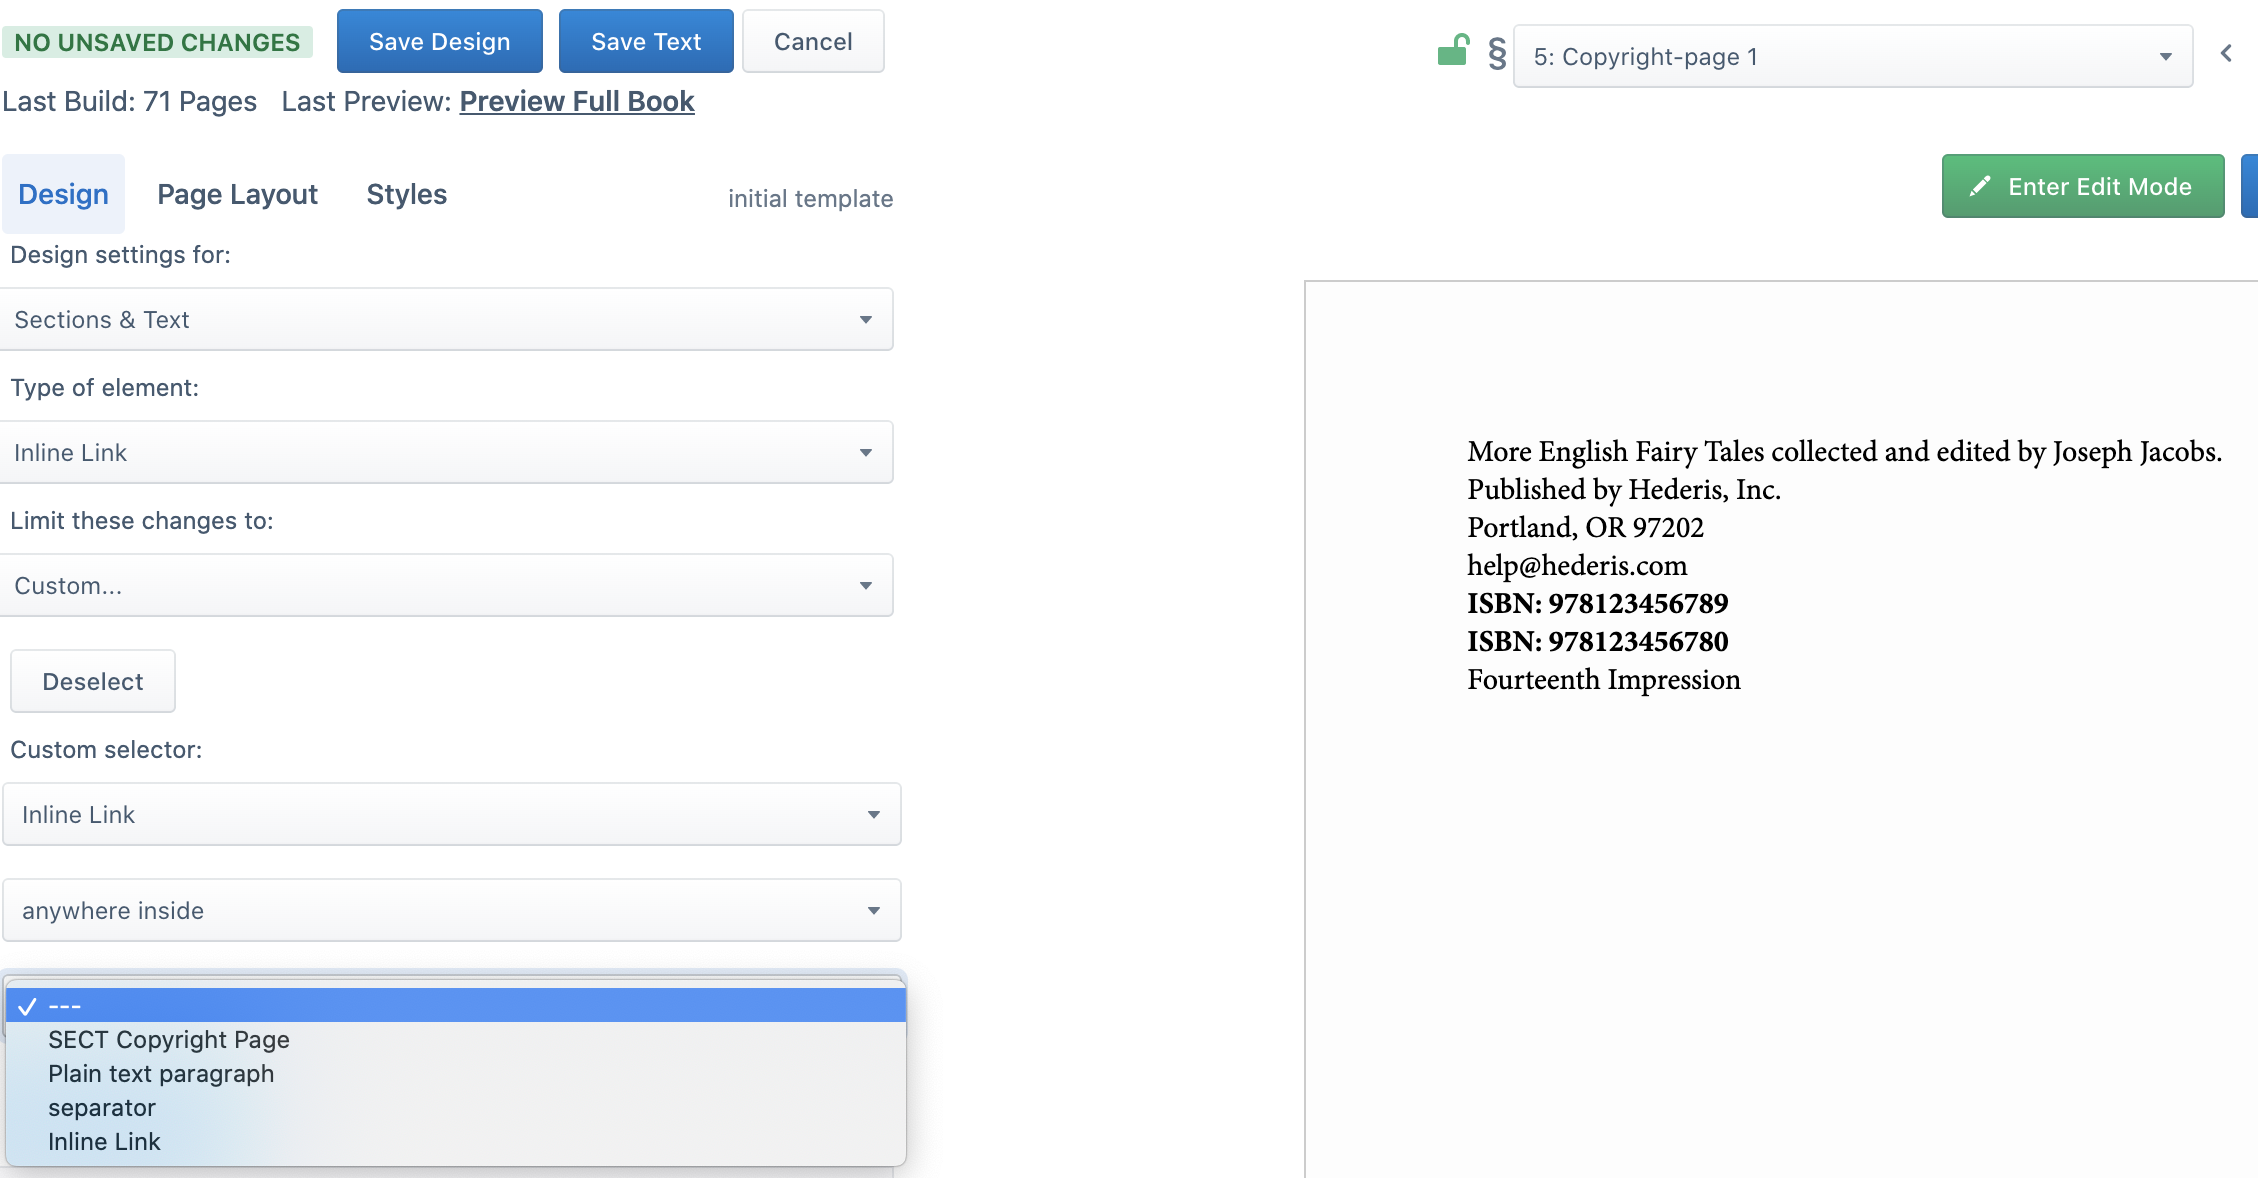 NO UNSAVED CHANGES Save Design Save Text Cancel
Last Build: 71 Pages Last Preview: Preview Full Book
Design Page Layout Styles initial template
Design settings for:
Sections & Text
Type of element:
Inline Link
Limit these changes to:
Custom...
Deselect
Custom selector:
Inline Link
anywhere inside
✓ ---
SECT Copyright Page
Plain text paragraph
separator
Inline Link
§ 5: Copyright-page 1
Enter Edit Mode
More English Fairy Tales collected and edited by Joseph Jacobs.
Published by Hederis, Inc.
Portland, OR 97202
help@hederis.com
ISBN: 978123456789
ISBN: 978123456780
Fourteenth Impression